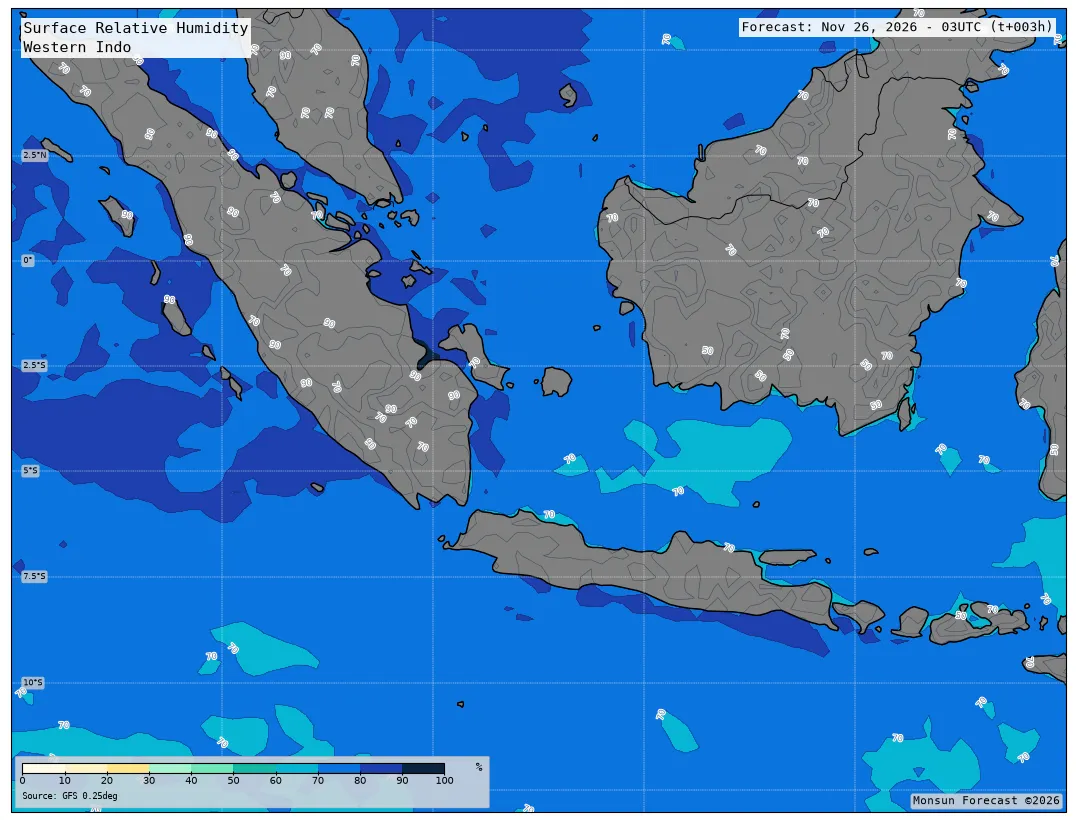 Surface Relative Humidity
Western Indo
Forecast: Nov 26, 2026 - 03UTC (t+003h)
2.5°N
0°
2.5°S
5°S
7.5°S
10°S
%
0 10 20 30 40 50 60 70 80 90 100
Source: GFS 0.25deg
Monsun Forecast ©2026